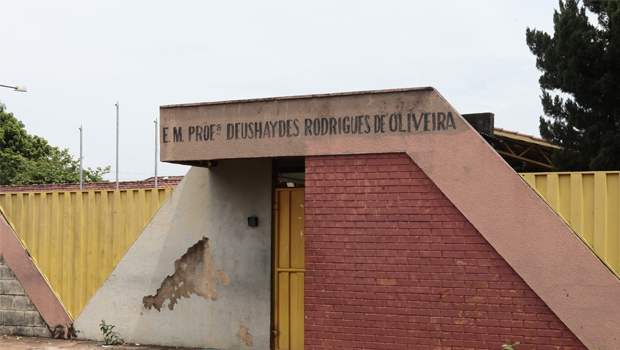 E. M. PROFª DEUSHAYDES RODRIGUES DE OLIVEIRA